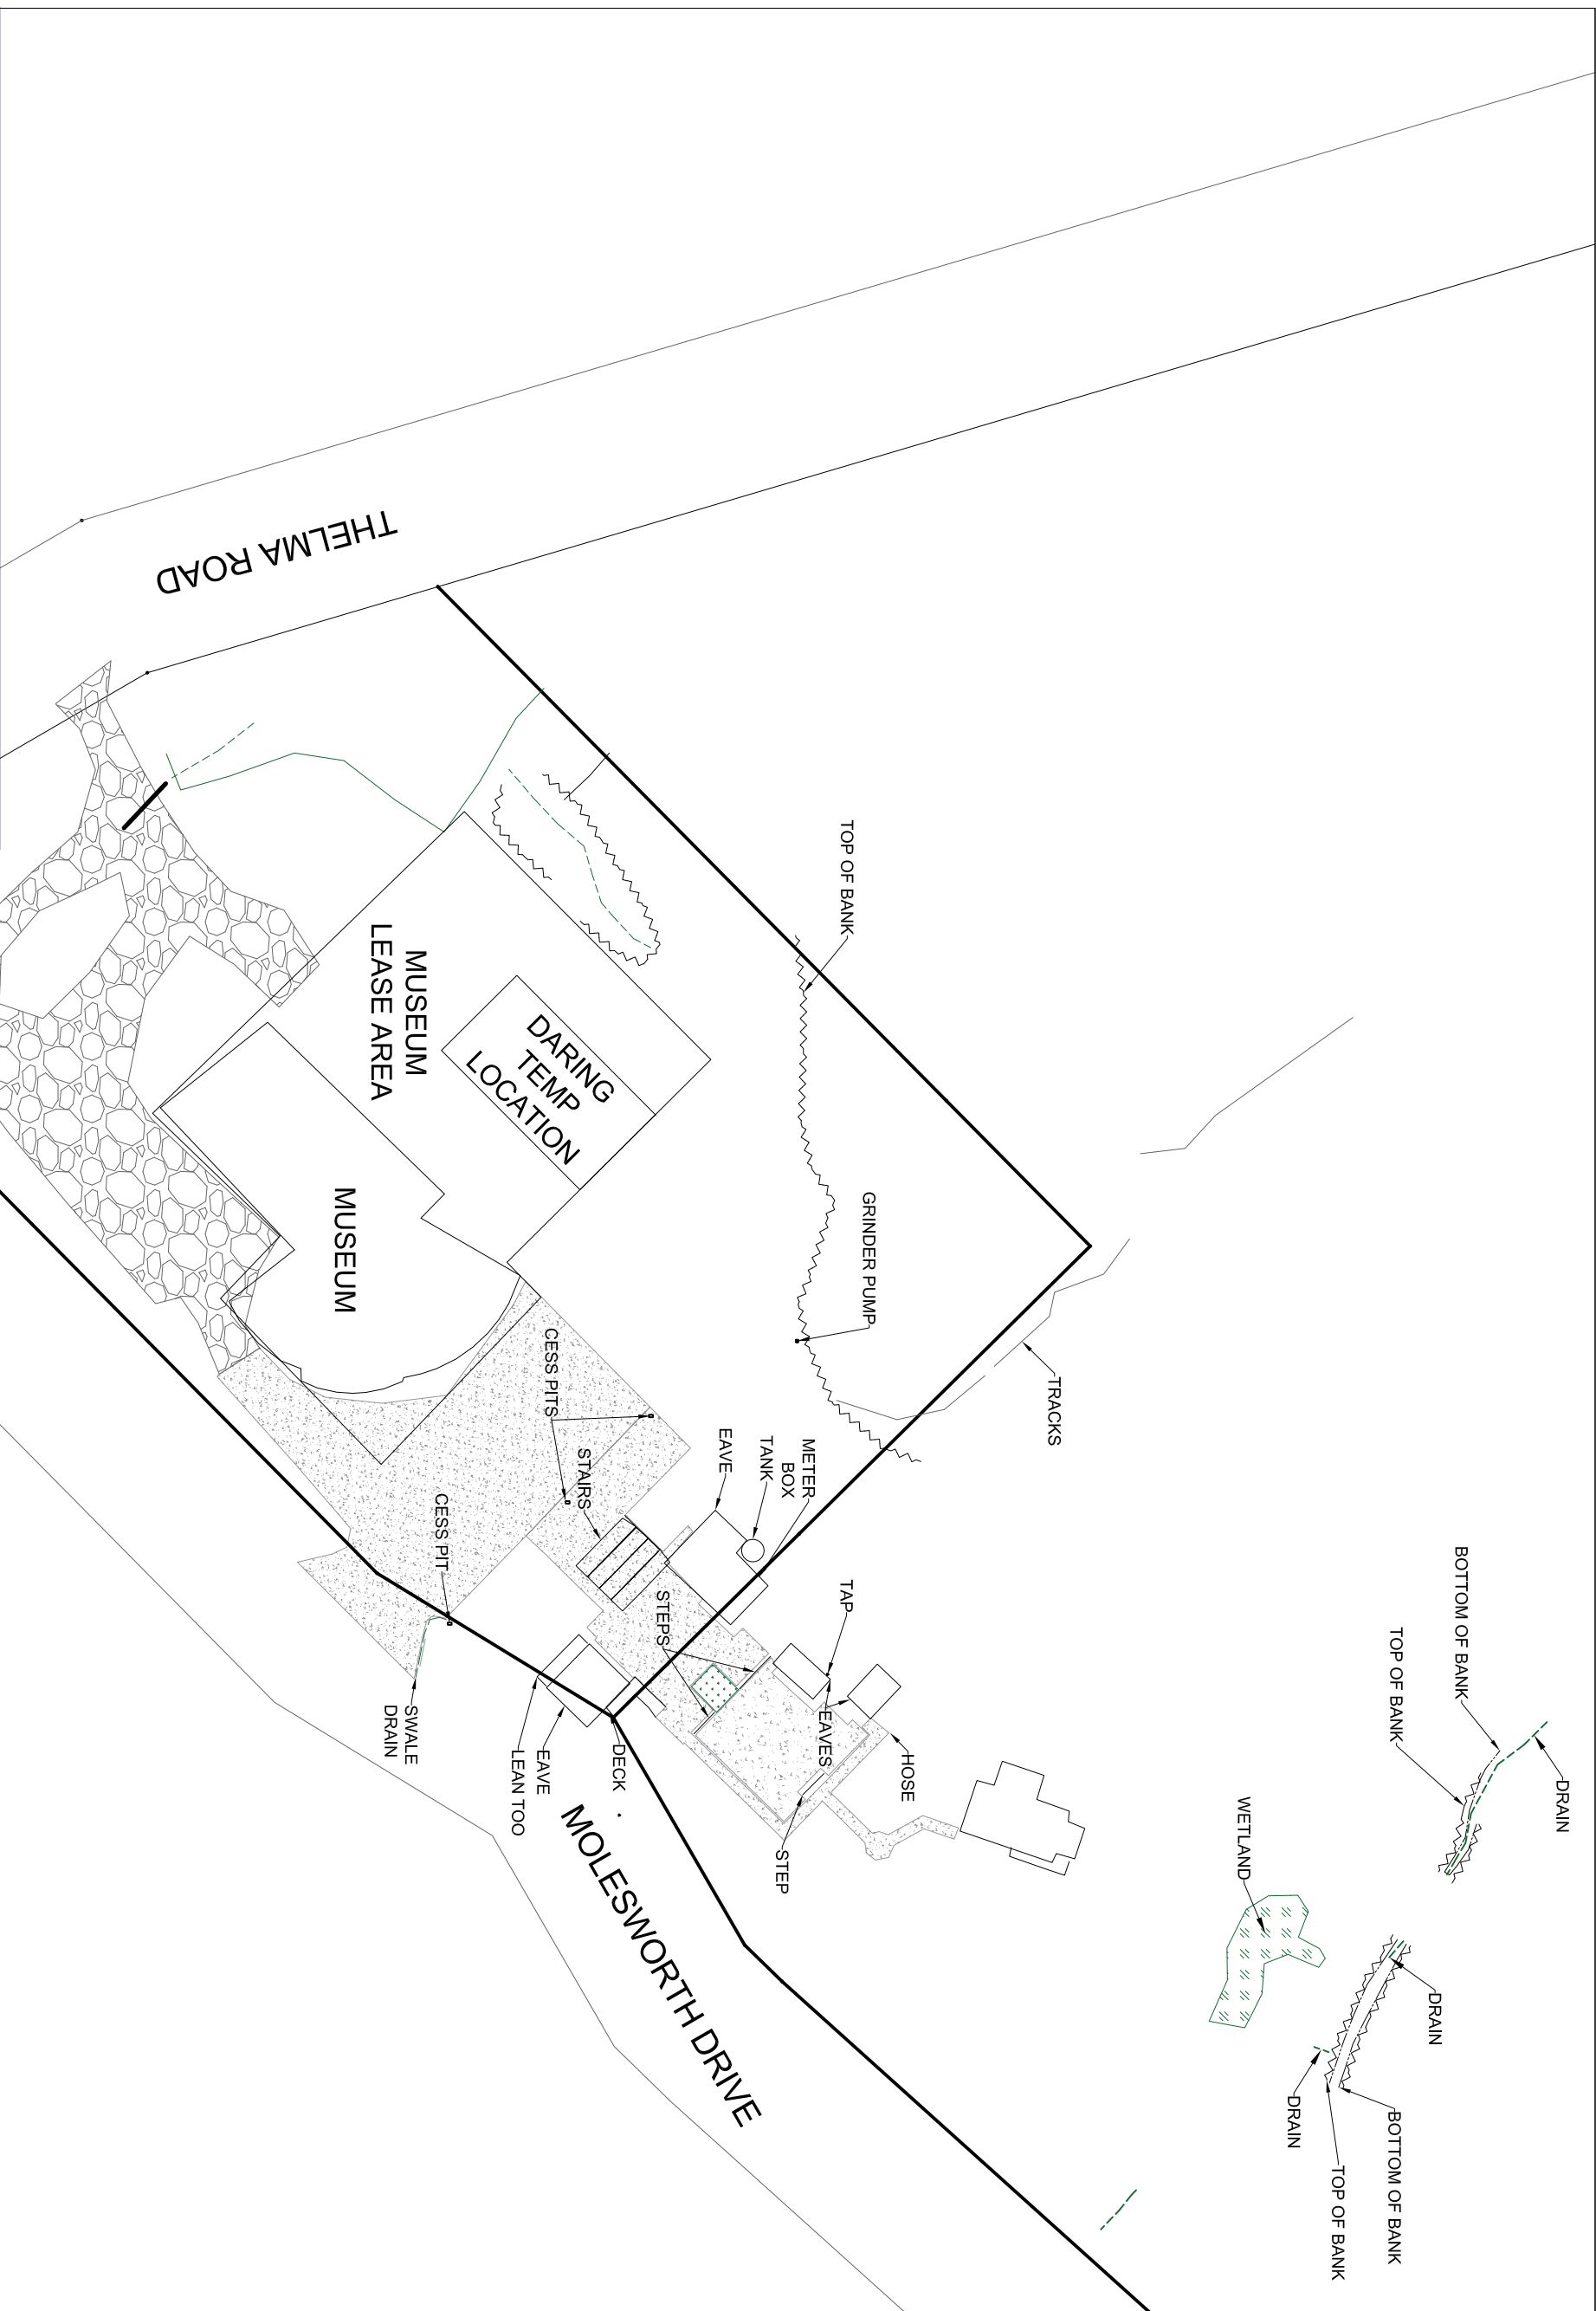 THELMA ROAD
TOP OF BANK
MUSEUM
LEASE AREA
DARING
TEMP
LOCATION
MUSEUM
GRINDER PUMP
TRACKS
CESS PITS
STAIRS
EAVE
TANK
METER
BOX
CESS PIT
STEPS
TAP
EAVES
HOSE
SWALE
DRAIN
LEAN TOO
EAVE
DECK
STEP
MOLESWORTH DRIVE
BOTTOM OF BANK
TOP OF BANK
DRAIN
WETLAND
DRAIN
DRAIN
BOTTOM OF BANK
TOP OF BANK